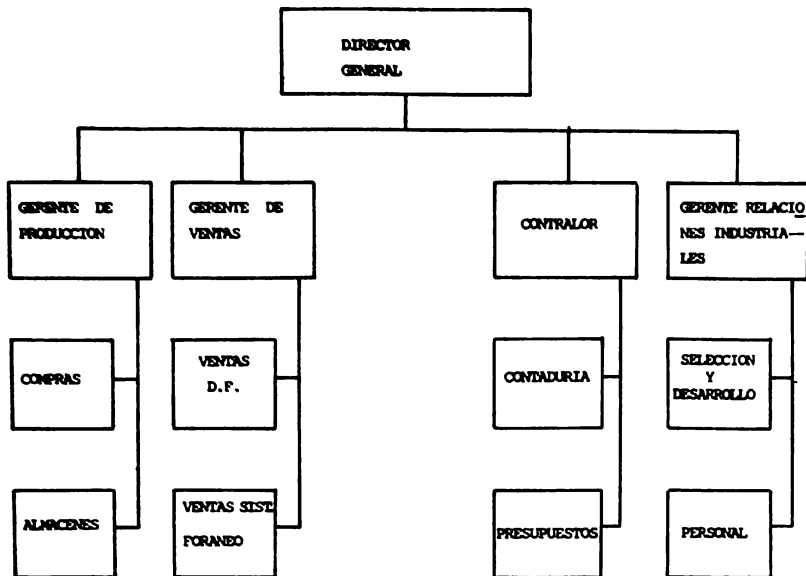 DIRECTOR
GENERAL
GERENTE DE
PRODUCCION
GERENTE DE
VENTAS
CONTRALOR
GERENTE RELACIO
NES INDUSTRIA—
LES
COMPRAS
VENTAS
D.F.
CONTADURIA
SELECCION
Y
DESARROLLO
ALMACENES
VENTAS SIST.
FORANEO
PRESUPUESTOS
PERSONAL